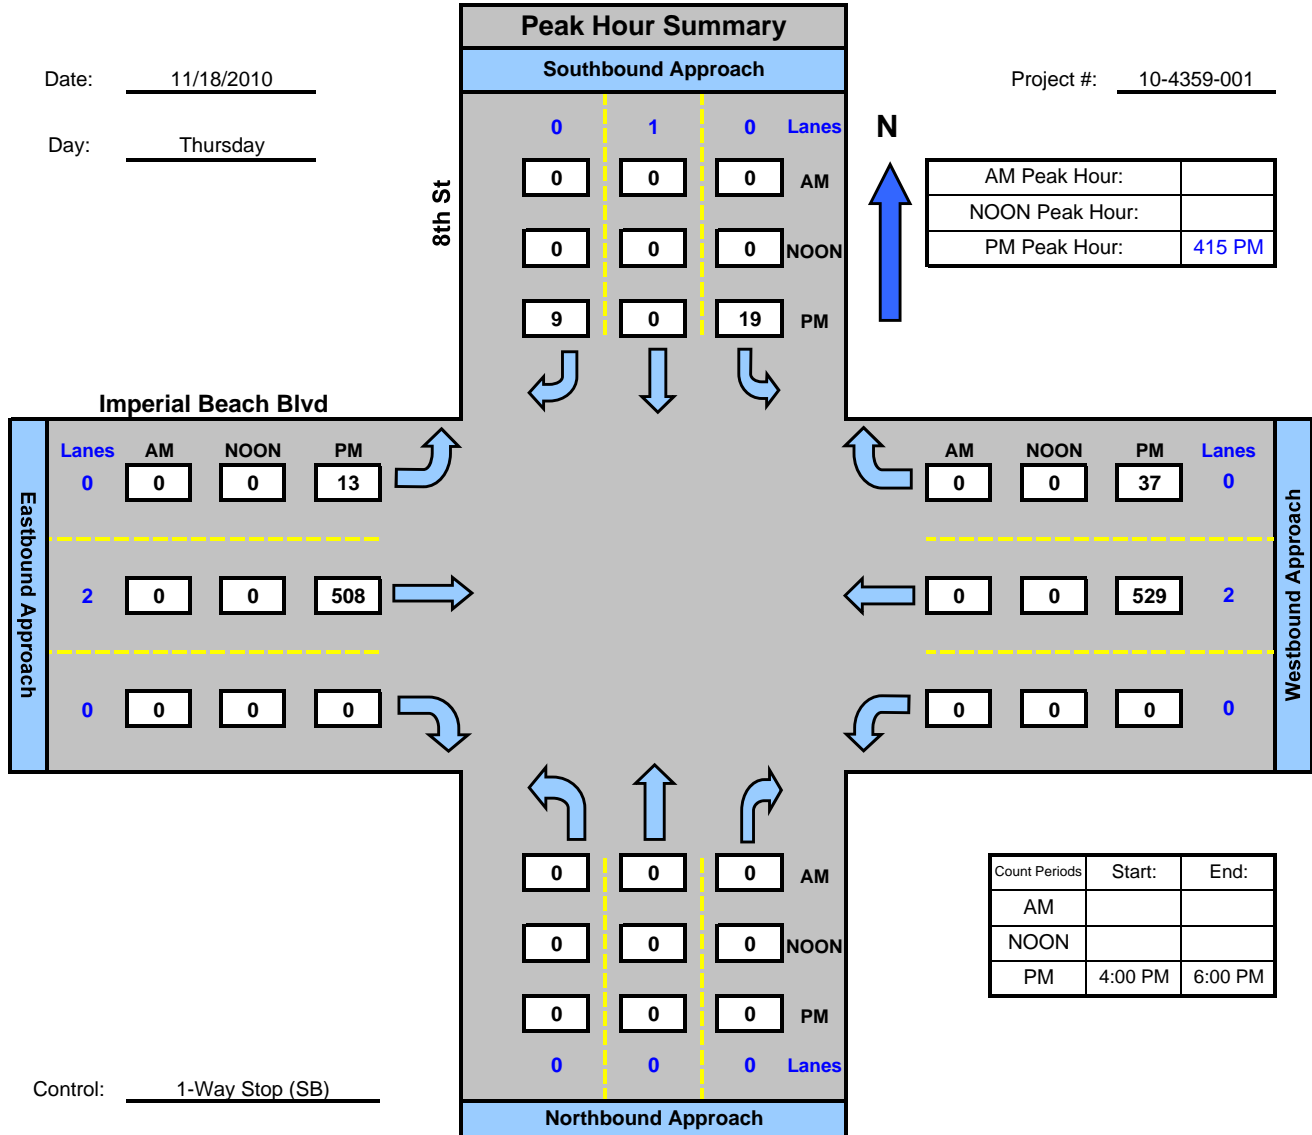 Peak Hour Summary
Southbound Approach
Date: 11/18/2010
Project #: 10-4359-001
Day: Thursday
0 1 0 Lanes
0 0 0 AM
0 0 0 NOON
9 0 19 PM
8th St
N
AM Peak Hour:
NOON Peak Hour:
PM Peak Hour: 415 PM
Imperial Beach Blvd
Eastbound Approach
Lanes AM NOON PM
0 0 0 13
2 0 0 508
0 0 0 0
AM NOON PM Lanes
0 0 37 0
0 0 529 2
0 0 0 0
Westbound Approach
0 0 0 AM
0 0 0 NOON
0 0 0 PM
0 0 0 Lanes
Northbound Approach
Count Periods Start: End:
AM
NOON
PM 4:00 PM 6:00 PM
Control: 1-Way Stop (SB)